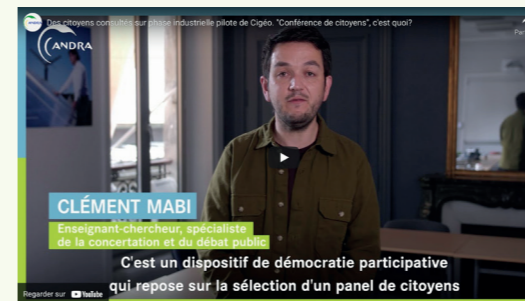 Des citoyens consultés sur phase industrielle pilote de Cigéo. "Conférence de citoyens", c'est quoi?
ANDRA
CLÉMENT MABI
Enseignant-chercheur, spécialiste
de la concertation et du débat public
C'est un dispositif de démocratie participative
qui repose sur la sélection d'un panel de citoyens
Regarder sur YouTube